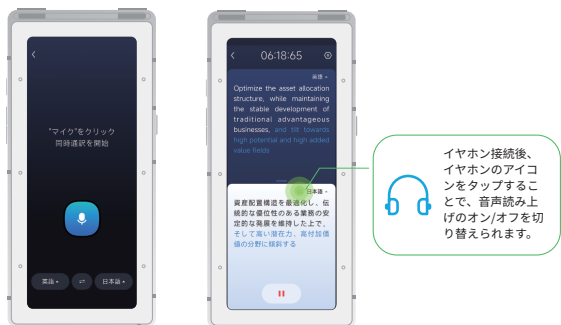 "マイク"をクリック
同時通訳を開始
英語
日本語
06:18:65
英語
Optimize the asset allocation
structure, while maintaining
the stable development of
traditional advantageous
businesses, and tilt towards
high potential and high added
value fields
日本語
資産配置構造を最適化し、伝
統的な優位性のある業務の安
定的な発展を維持した上で、
そして高い潜在力、高付加価
値の分野に傾斜する
イヤホン接続後、
イヤホンのアイコ
ンをタップするこ
とで、音声読み上
げのオン/オフを切
り替えられます。